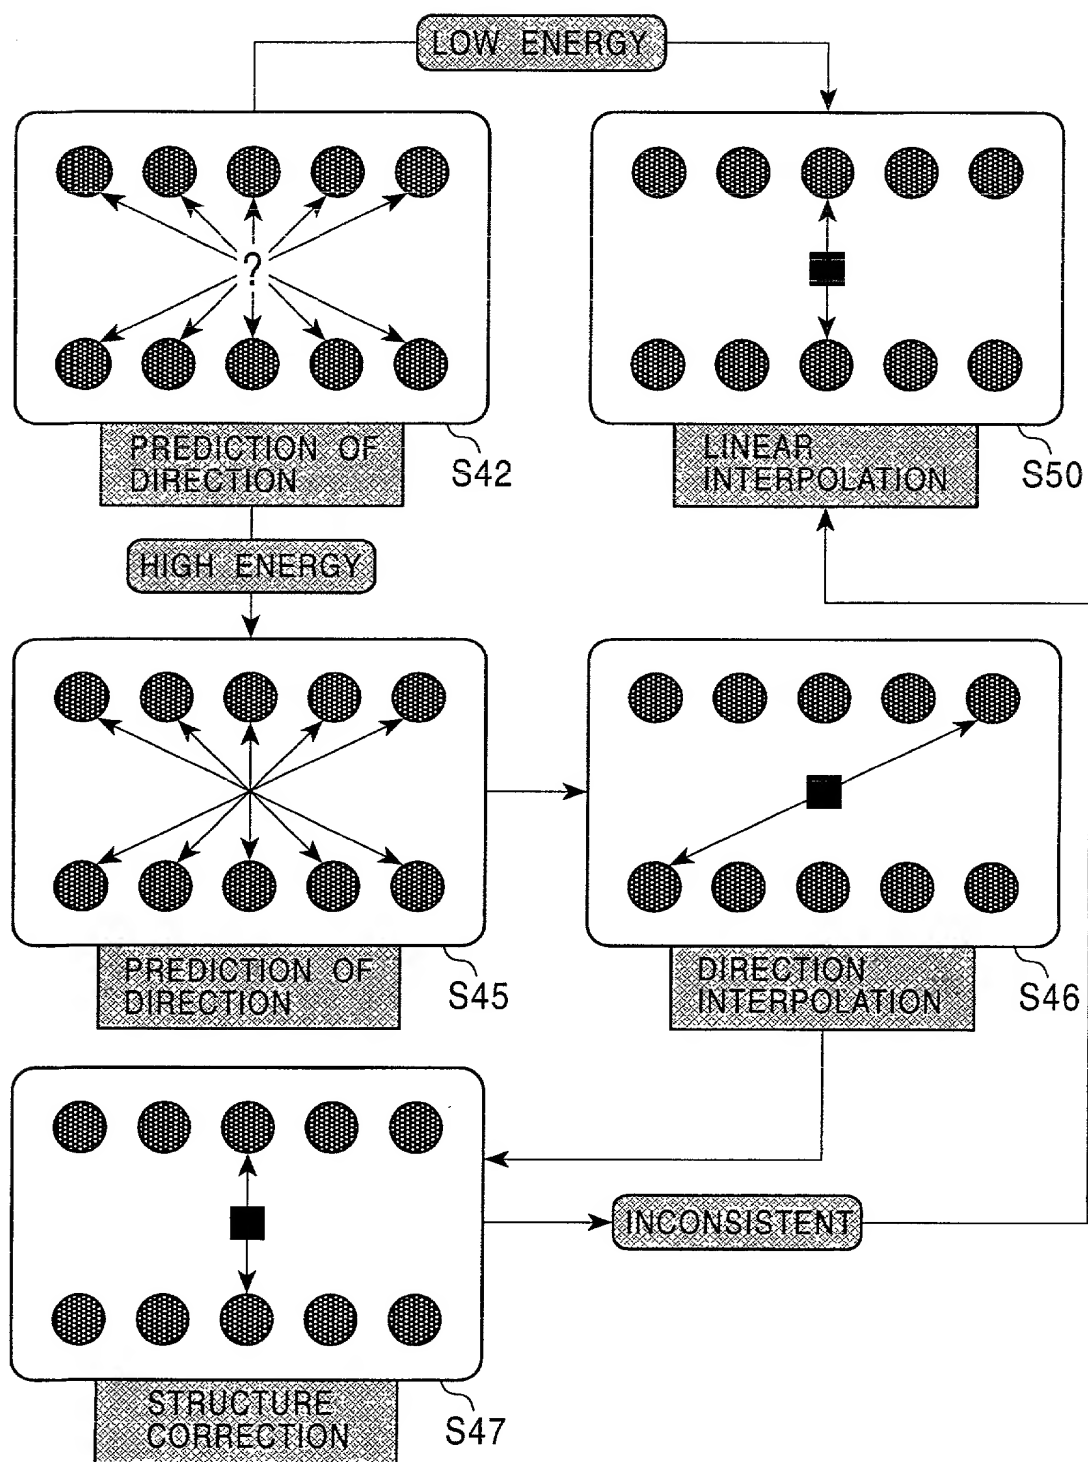 LOW ENERGY
?
PREDICTION OF
DIRECTION
S42
LINEAR
INTERPOLATION
S50
HIGH ENERGY
PREDICTION OF
DIRECTION
S45
DIRECTION
INTERPOLATION
S46
INCONSISTENT
STRUCTURE
CORRECTION
S47